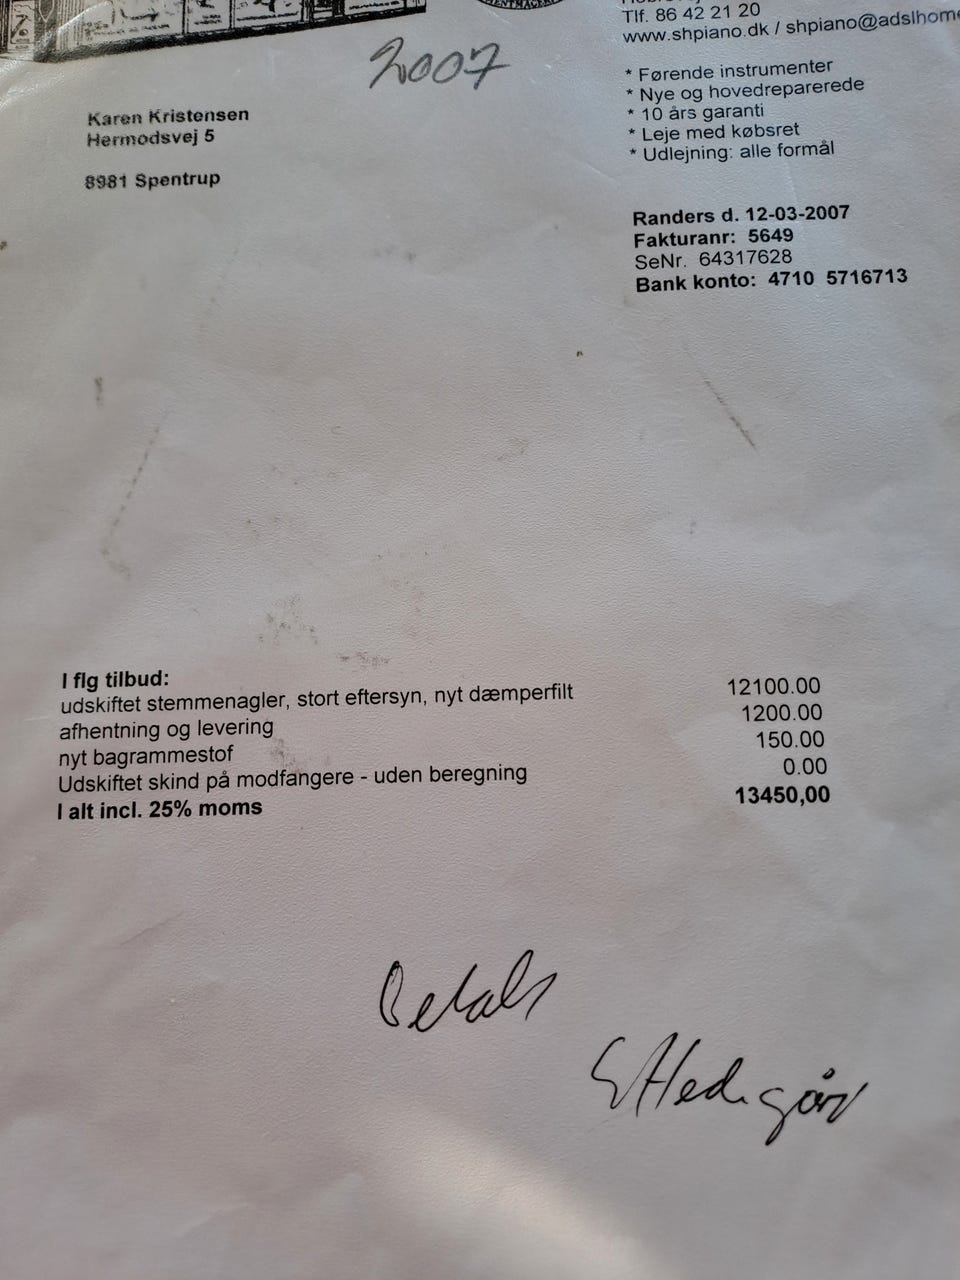 Tlf. 86 42 21 20
www.shpiano.dk / shpiano@adslhome
2007
* Førende instrumenter
* Nye og hovedreparerede
* 10 års garanti
* Leje med købsret
* Udlejning: alle formål
Karen Kristensen
Hermodsvej 5
8981 Spentrup
Randers d. 12-03-2007
Fakturanr: 5649
SeNr. 64317628
Bank konto: 4710 5716713
I flg tilbud:
udskiftet stemmenagler, stort eftersyn, nyt dæmperfilt 12100.00
afhentning og levering 1200.00
nyt bagrammestof 150.00
Udskiftet skind på modfangere - uden beregning 0.00
I alt incl. 25% moms 13450,00
Betalt